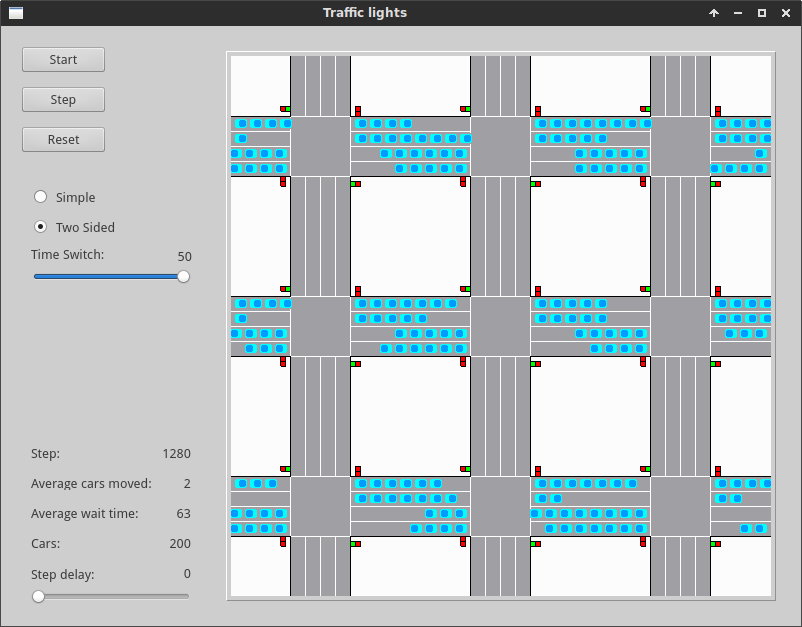 Traffic lights
Start
Step
Reset
Simple
Two Sided
Time Switch: 50
Step: 1280
Average cars moved: 2
Average wait time: 63
Cars: 200
Step delay: 0